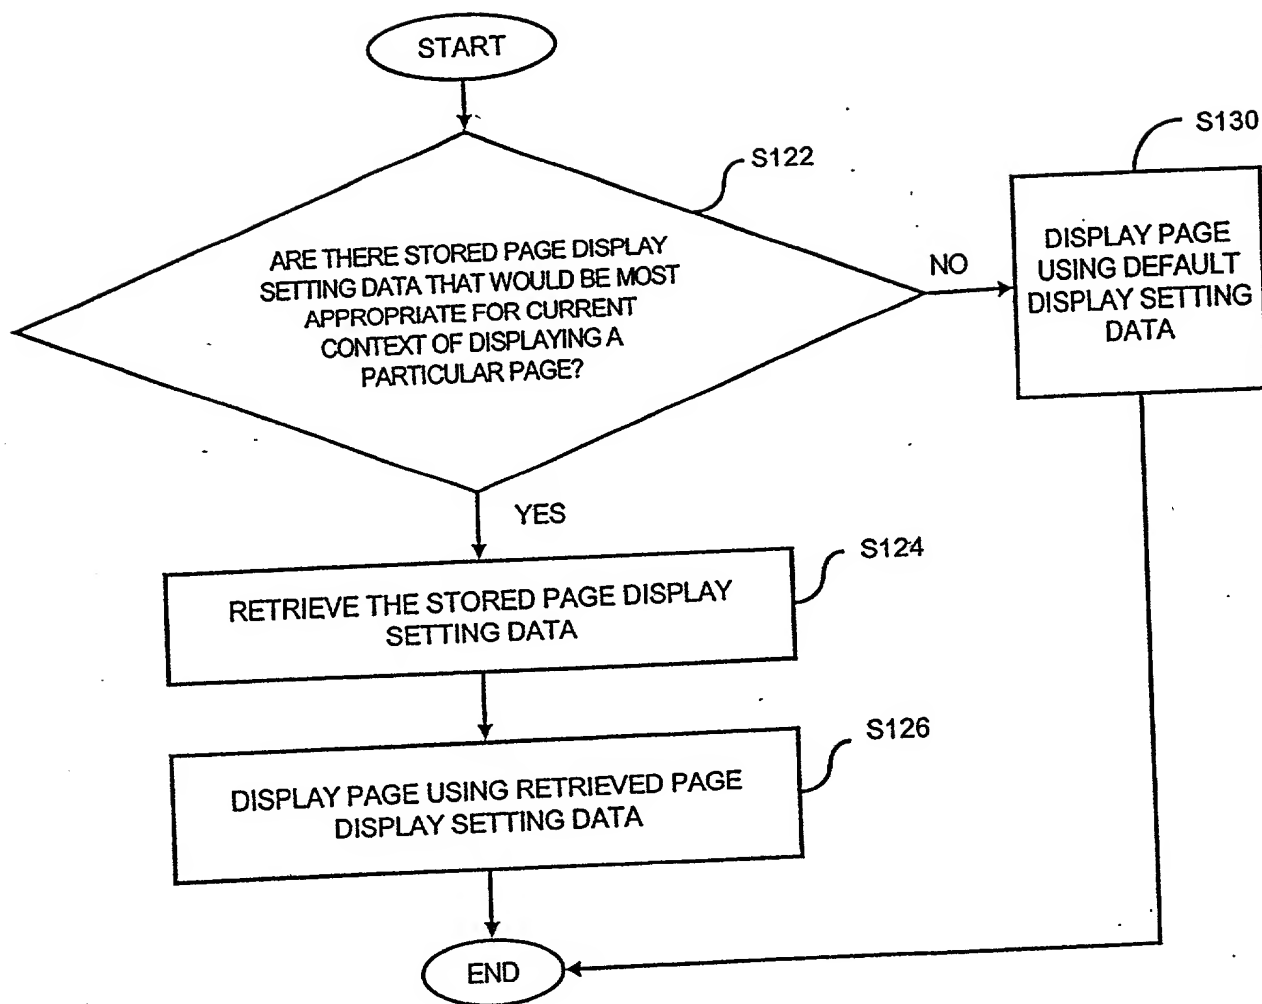 START
S122
ARE THERE STORED PAGE DISPLAY
SETTING DATA THAT WOULD BE MOST
APPROPRIATE FOR CURRENT
CONTEXT OF DISPLAYING A
PARTICULAR PAGE?
NO
S130
DISPLAY PAGE
USING DEFAULT
DISPLAY SETTING
DATA
YES
S124
RETRIEVE THE STORED PAGE DISPLAY
SETTING DATA
S126
DISPLAY PAGE USING RETRIEVED PAGE
DISPLAY SETTING DATA
END